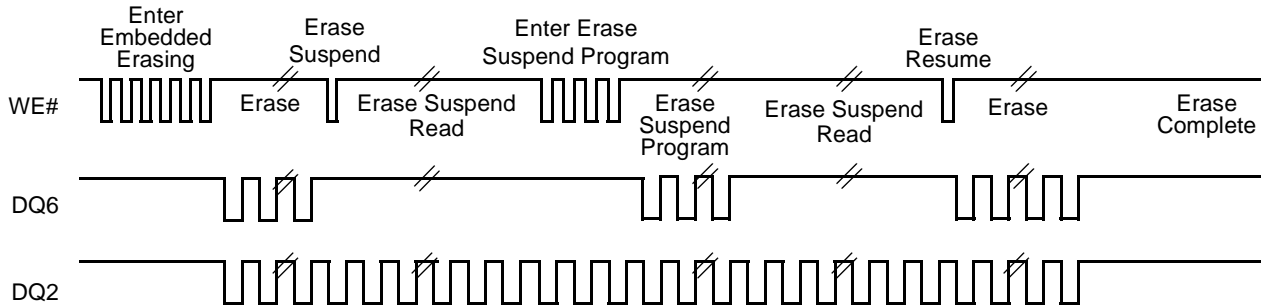 Enter
Embedded
Erasing
Erase
Suspend
Enter Erase
Suspend Program
Erase
Resume
WE#
Erase
Erase Suspend
Read
Erase
Suspend
Program
Erase Suspend
Read
Erase
Erase
Complete
DQ6
DQ2